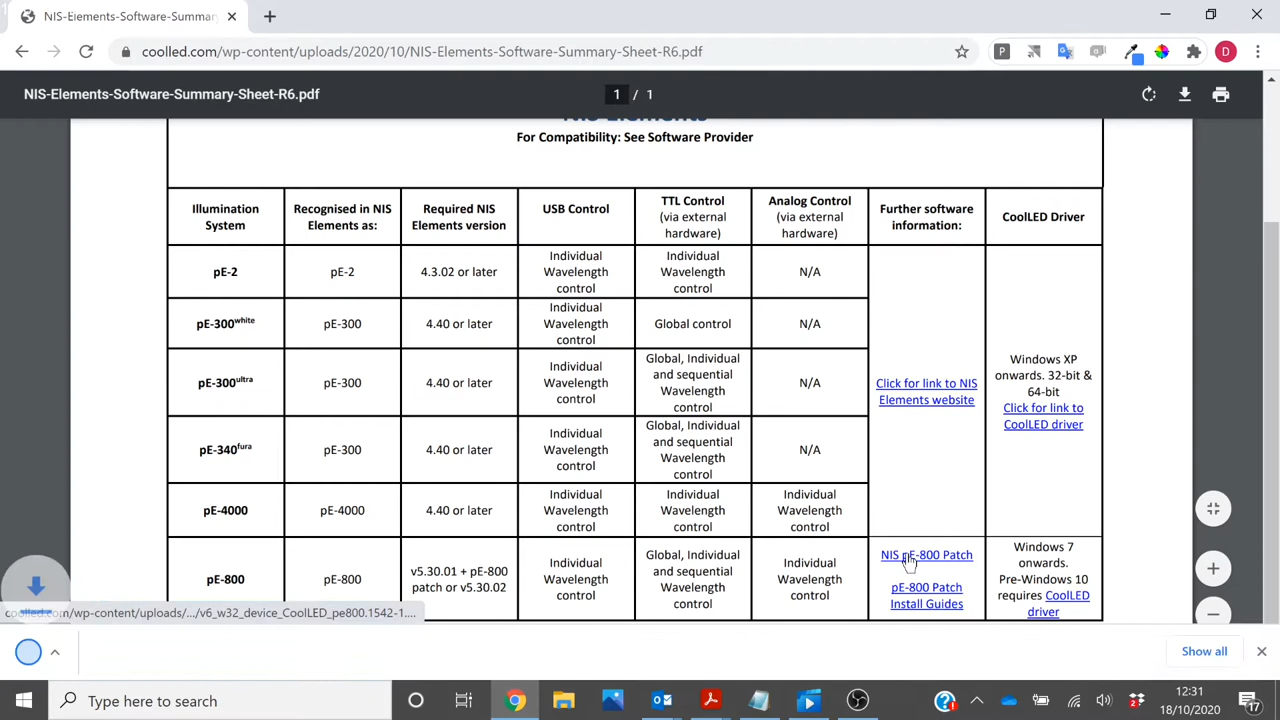 NIS-Elements-Software-Summa
coolled.com/wp-content/uploads/2020/10/NIS-Elements-Software-Summary-Sheet-R6.pdf
P
D
NIS-Elements-Software-Summary-Sheet-R6.pdf
1 / 1
NIS Elements
For Compatibility: See Software Provider
Illumination
System
Recognised in NIS
Elements as:
Required NIS
Elements version
USB Control
TTL Control
(via external
hardware)
Analog Control
(via external
hardware)
Further software
information:
CoolLED Driver
pE-2
pE-2
4.3.02 or later
Individual
Wavelength
control
Individual
Wavelength
control
N/A
pE-300white
pE-300
4.40 or later
Individual
Wavelength
control
Global control
N/A
pE-300ultra
pE-300
4.40 or later
Individual
Wavelength
control
Global, Individual
and sequential
Wavelength
control
N/A
Click for link to NIS
Elements website
Windows XP
onwards. 32-bit &
64-bit
Click for link to
CoolLED driver
pE-340fura
pE-300
4.40 or later
Individual
Wavelength
control
Global, Individual
and sequential
Wavelength
control
N/A
pE-4000
pE-4000
4.40 or later
Individual
Wavelength
control
Individual
Wavelength
control
Individual
Wavelength
control
pE-800
pE-800
v5.30.01 + pE-800
patch or v5.30.02
Individual
Wavelength
control
Global, Individual
and sequential
Wavelength
control
Individual
Wavelength
control
NIS pE-800 Patch
pE-800 Patch
Install Guides
Windows 7
onwards.
Pre-Windows 10
requires CoolLED
driver
coolled.com/wp-content/uploads/.../v6_w32_device_CoolLED_pe800.1542-1....
Show all
Type here to search
12:31
18/10/2020
17